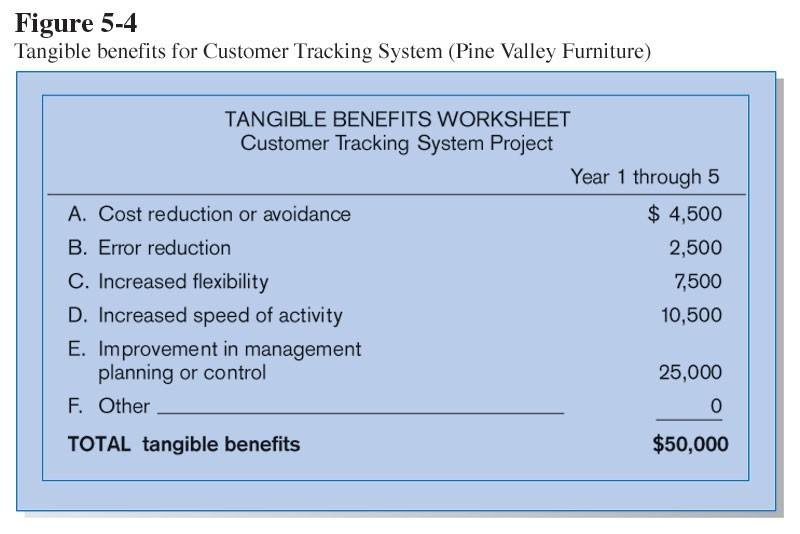 Figure 5-4
Tangible benefits for Customer Tracking System (Pine Valley Furniture)
TANGIBLE BENEFITS WORKSHEET
Customer Tracking System Project
Year 1 through 5
A. Cost reduction or avoidance $ 4,500
B. Error reduction 2,500
C. Increased flexibility 7,500
D. Increased speed of activity 10,500
E. Improvement in management
planning or control 25,000
F. Other 0
TOTAL tangible benefits $50,000